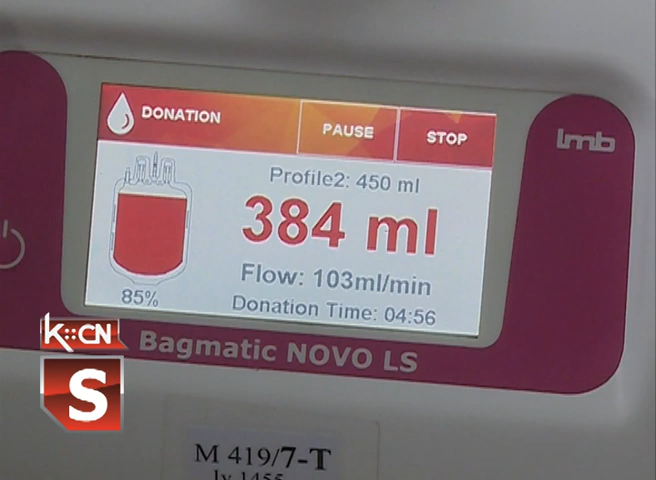 DONATION
PAUSE
STOP
lmb
Profile2: 450 ml
384 ml
Flow: 103ml/min
85%
Donation Time: 04:56
Bagmatic NOVO LS
K::CN
S
M 419/7-T